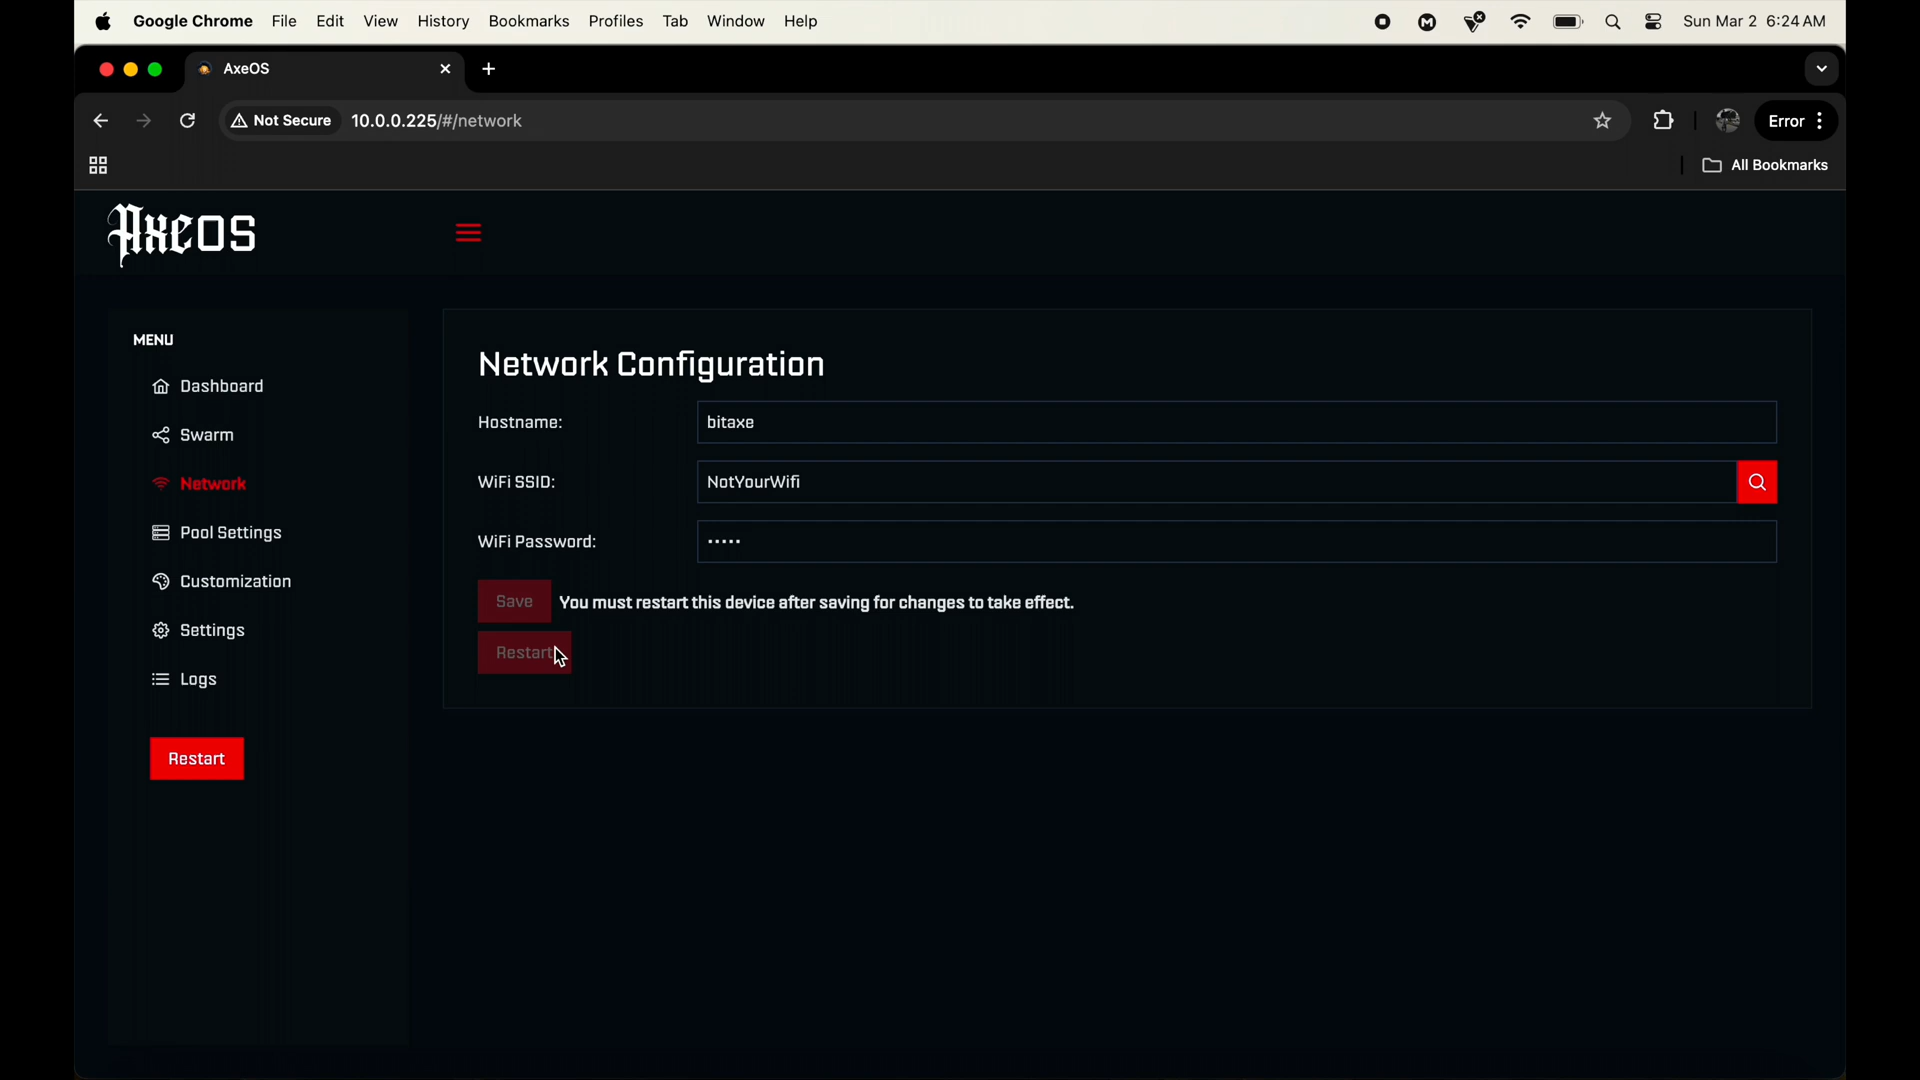 Google Chrome File Edit View History Bookmarks Profiles Tab Window Help
M
Sun Mar 2 6:24 AM
AxeOS
Not Secure 10.0.0.225/#/network
Error
All Bookmarks
AxeOS
MENU
Dashboard
Swarm
Network
Pool Settings
Customization
Settings
Logs
Restart
Network Configuration
Hostname: bitaxe
WiFi SSID: NotYourWifi
WiFi Password: •••••
Save You must restart this device after saving for changes to take effect.
Restart